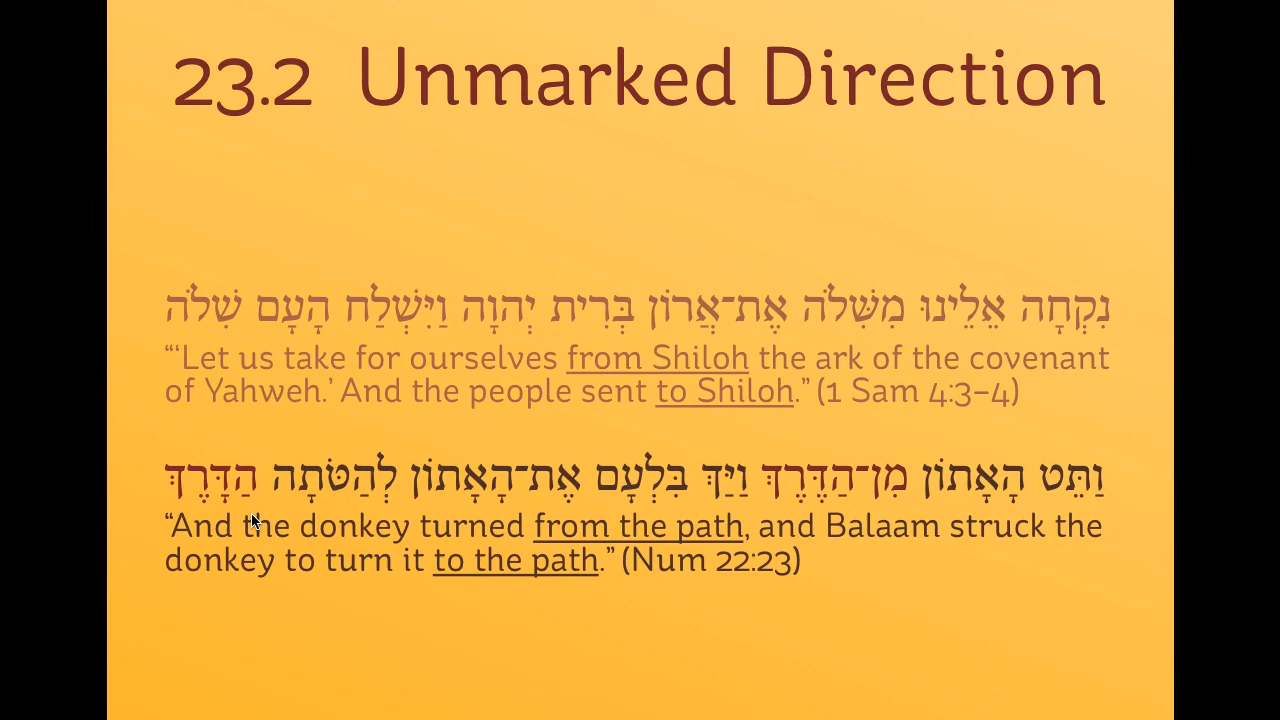 23.2 Unmarked Direction
נִקְחָה אֵלֵינוּ מִשִּׁלֹה אֶת־אֲרוֹן בְּרִית יְהוָה וַיִּשְׁלַח הָעָם שִׁלֹה
“‘Let us take for ourselves from Shiloh the ark of the covenant
of Yahweh.’ And the people sent to Shiloh.” (1 Sam 4:3–4)
וַתֵּט הָאָתוֹן מִן־הַדֶּרֶךְ וַיַּךְ בִּלְעָם אֶת־הָאָתוֹן לְהַטֹּתָהּ הַדָּרֶךְ
“And the donkey turned from the path, and Balaam struck the
donkey to turn it to the path.” (Num 22:23)